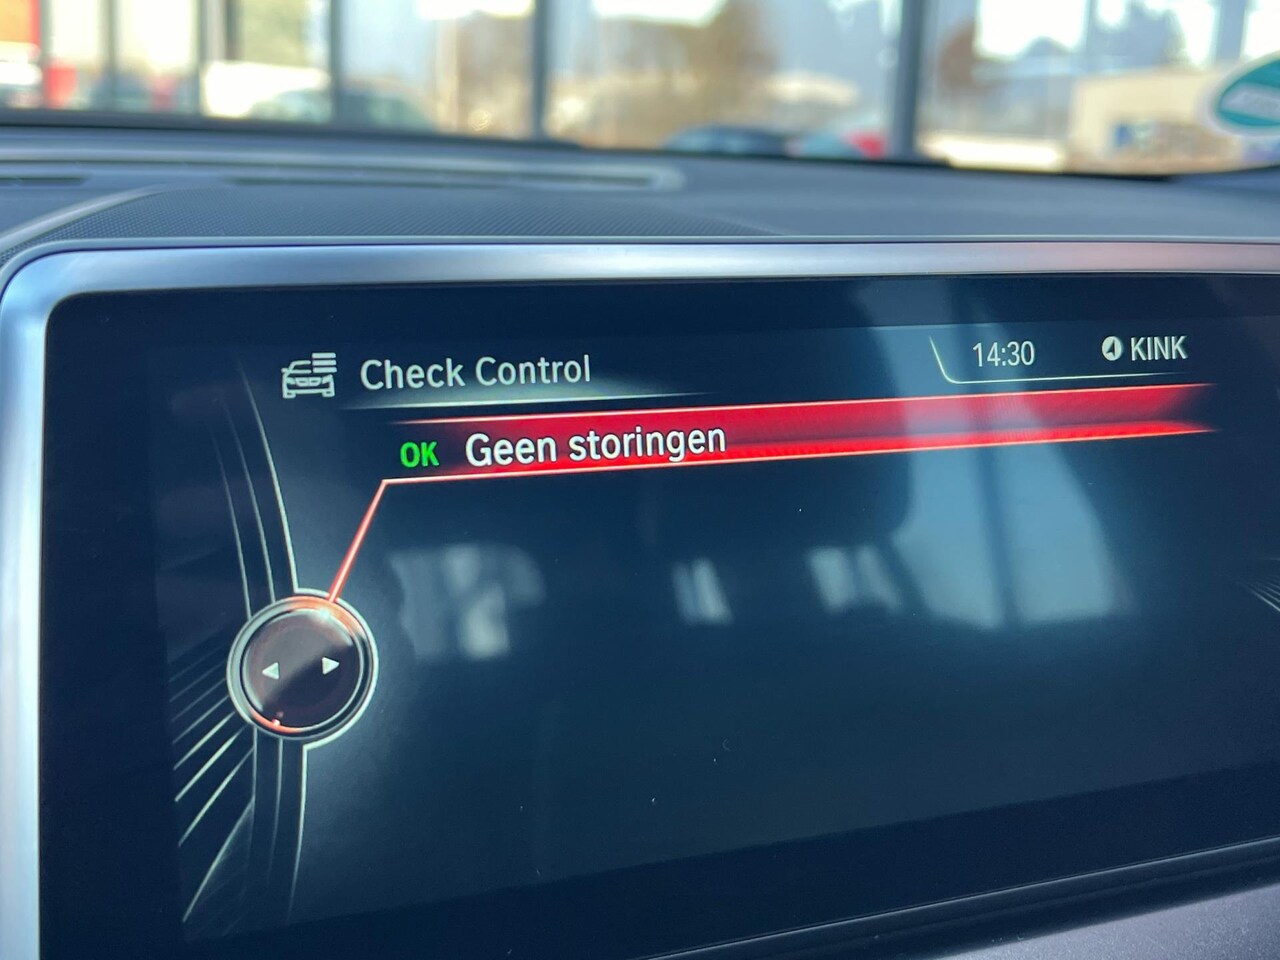 Check Control
14:30
KINK
OK Geen storingen